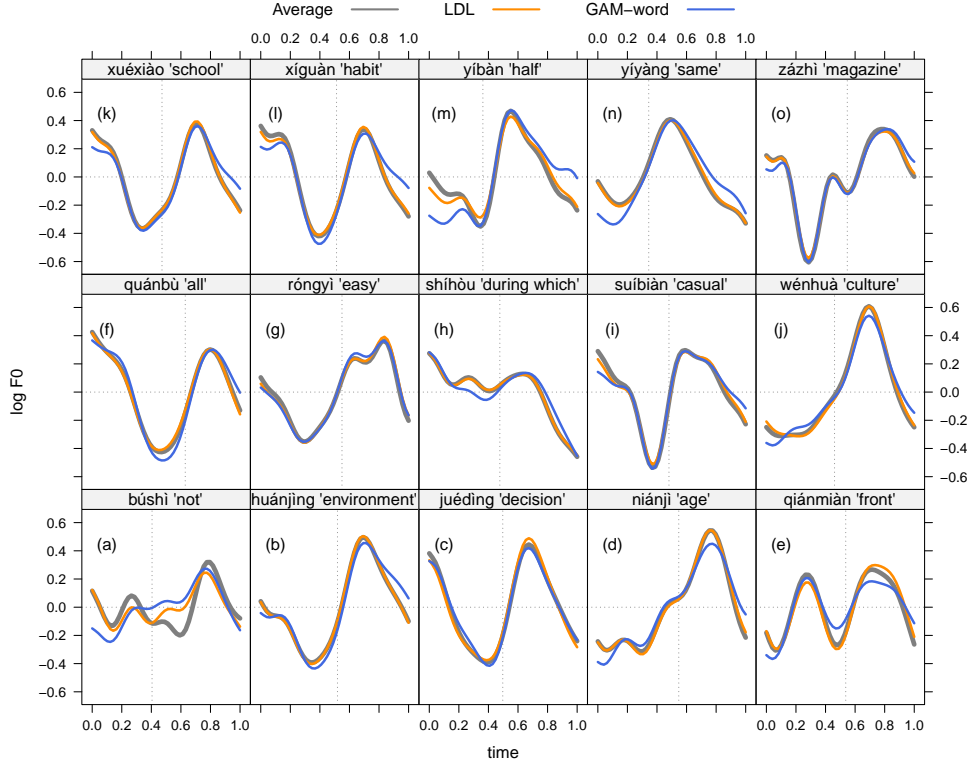 Average LDL GAM−word
0.0 0.2 0.4 0.6 0.8 1.0 0.0 0.2 0.4 0.6 0.8 1.0
xuéxiào 'school' xíguàn 'habit' yíbàn 'half' yíyàng 'same' zázhì 'magazine'
(k) (l) (m) (n) (o)
0.6
0.4
0.2
0.0
−0.2
−0.4
−0.6
quánbù 'all' róngyì 'easy' shíhòu 'during which' suíbiàn 'casual' wénhuà 'culture'
(f) (g) (h) (i) (j)
0.6
0.4
0.2
0.0
−0.2
−0.4
−0.6
log F0
búshì 'not' huánjìng 'environment' juédìng 'decision' niánjì 'age' qiánmiàn 'front'
(a) (b) (c) (d) (e)
0.6
0.4
0.2
0.0
−0.2
−0.4
−0.6
0.0 0.2 0.4 0.6 0.8 1.0 0.0 0.2 0.4 0.6 0.8 1.0 0.0 0.2 0.4 0.6 0.8 1.0
time